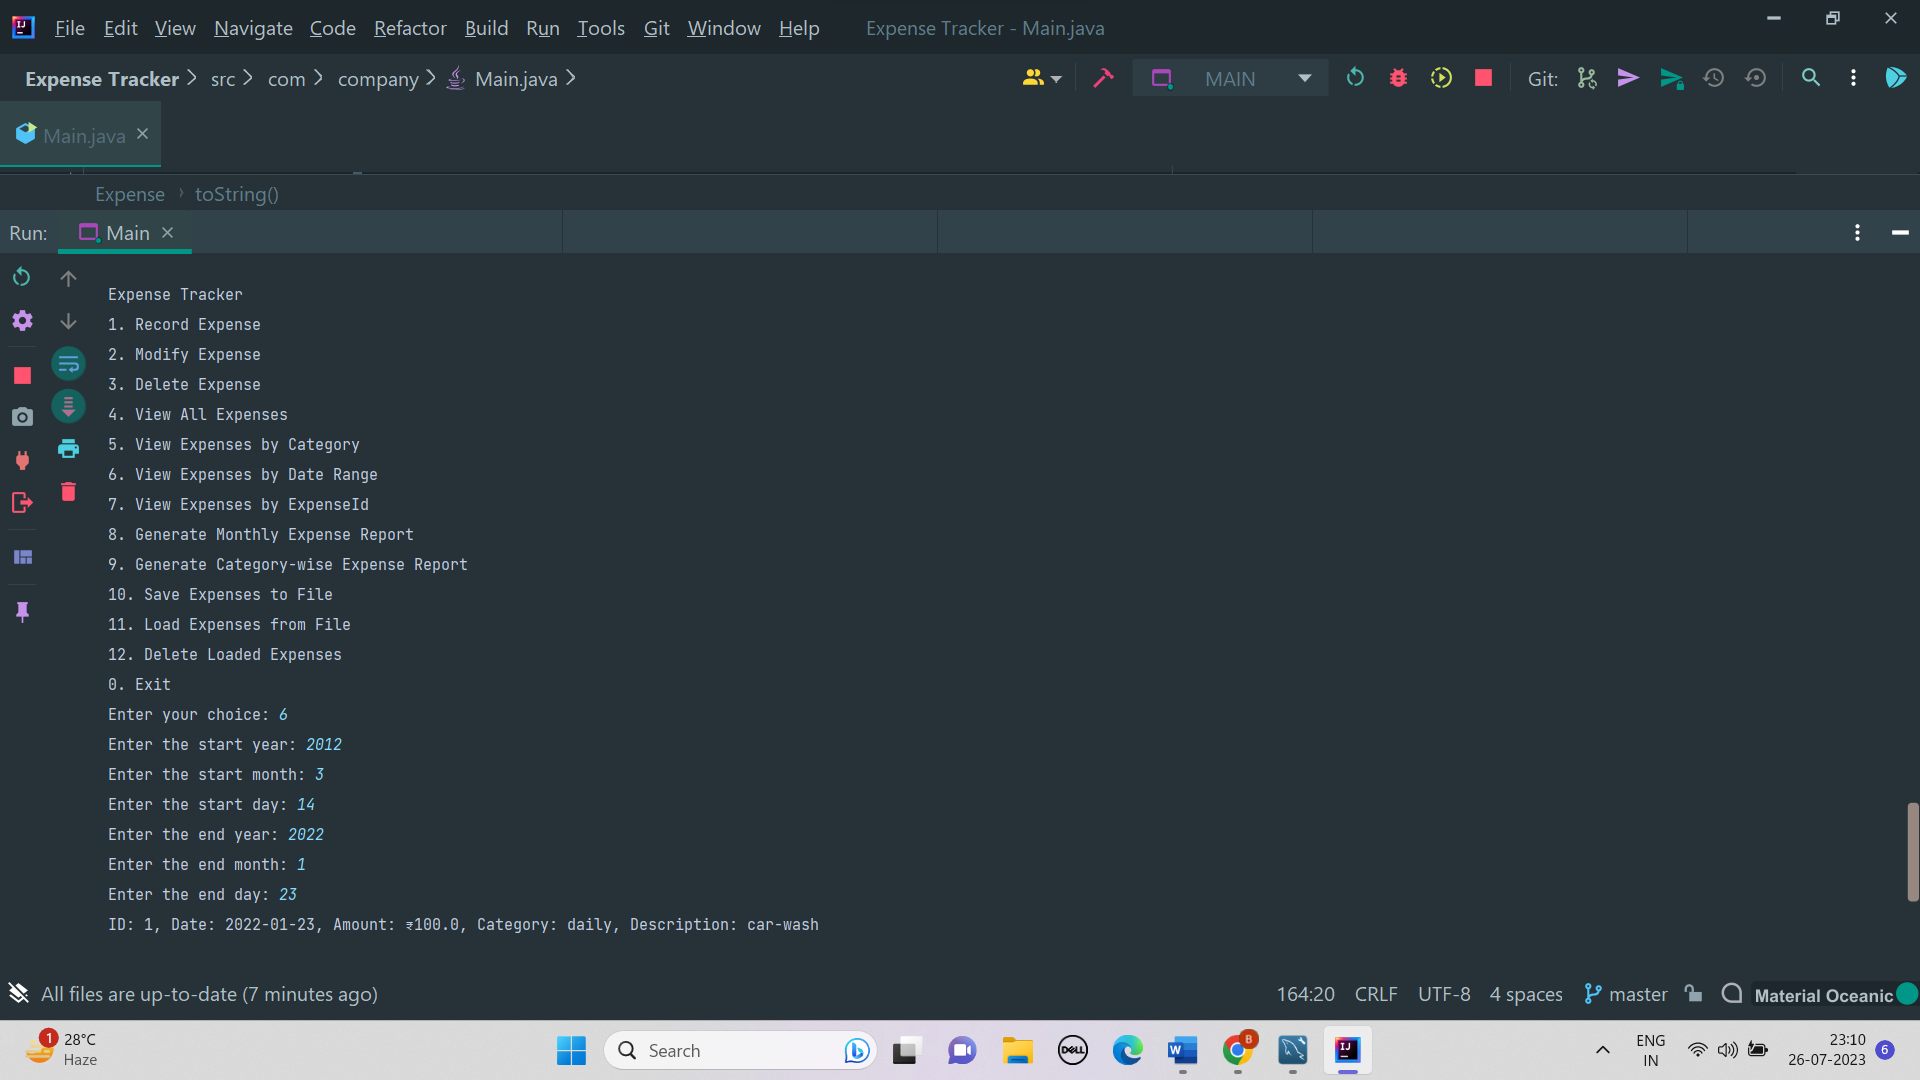 File Edit View Navigate Code Refactor Build Run Tools Git Window Help Expense Tracker - Main.java
Expense Tracker src com company Main.java MAIN Git:
Main.java
Expense toString()
Run: Main
Expense Tracker
1. Record Expense
2. Modify Expense
3. Delete Expense
4. View All Expenses
5. View Expenses by Category
6. View Expenses by Date Range
7. View Expenses by ExpenseId
8. Generate Monthly Expense Report
9. Generate Category-wise Expense Report
10. Save Expenses to File
11. Load Expenses from File
12. Delete Loaded Expenses
0. Exit
Enter your choice: 6
Enter the start year: 2012
Enter the start month: 3
Enter the start day: 14
Enter the end year: 2022
Enter the end month: 1
Enter the end day: 23
ID: 1, Date: 2022-01-23, Amount: ₹100.0, Category: daily, Description: car-wash
All files are up-to-date (7 minutes ago) 164:20 CRLF UTF-8 4 spaces master Material Oceanic
1 28°C Search DELL W B IJ ENG 23:10
Haze IN 26-07-2023 6